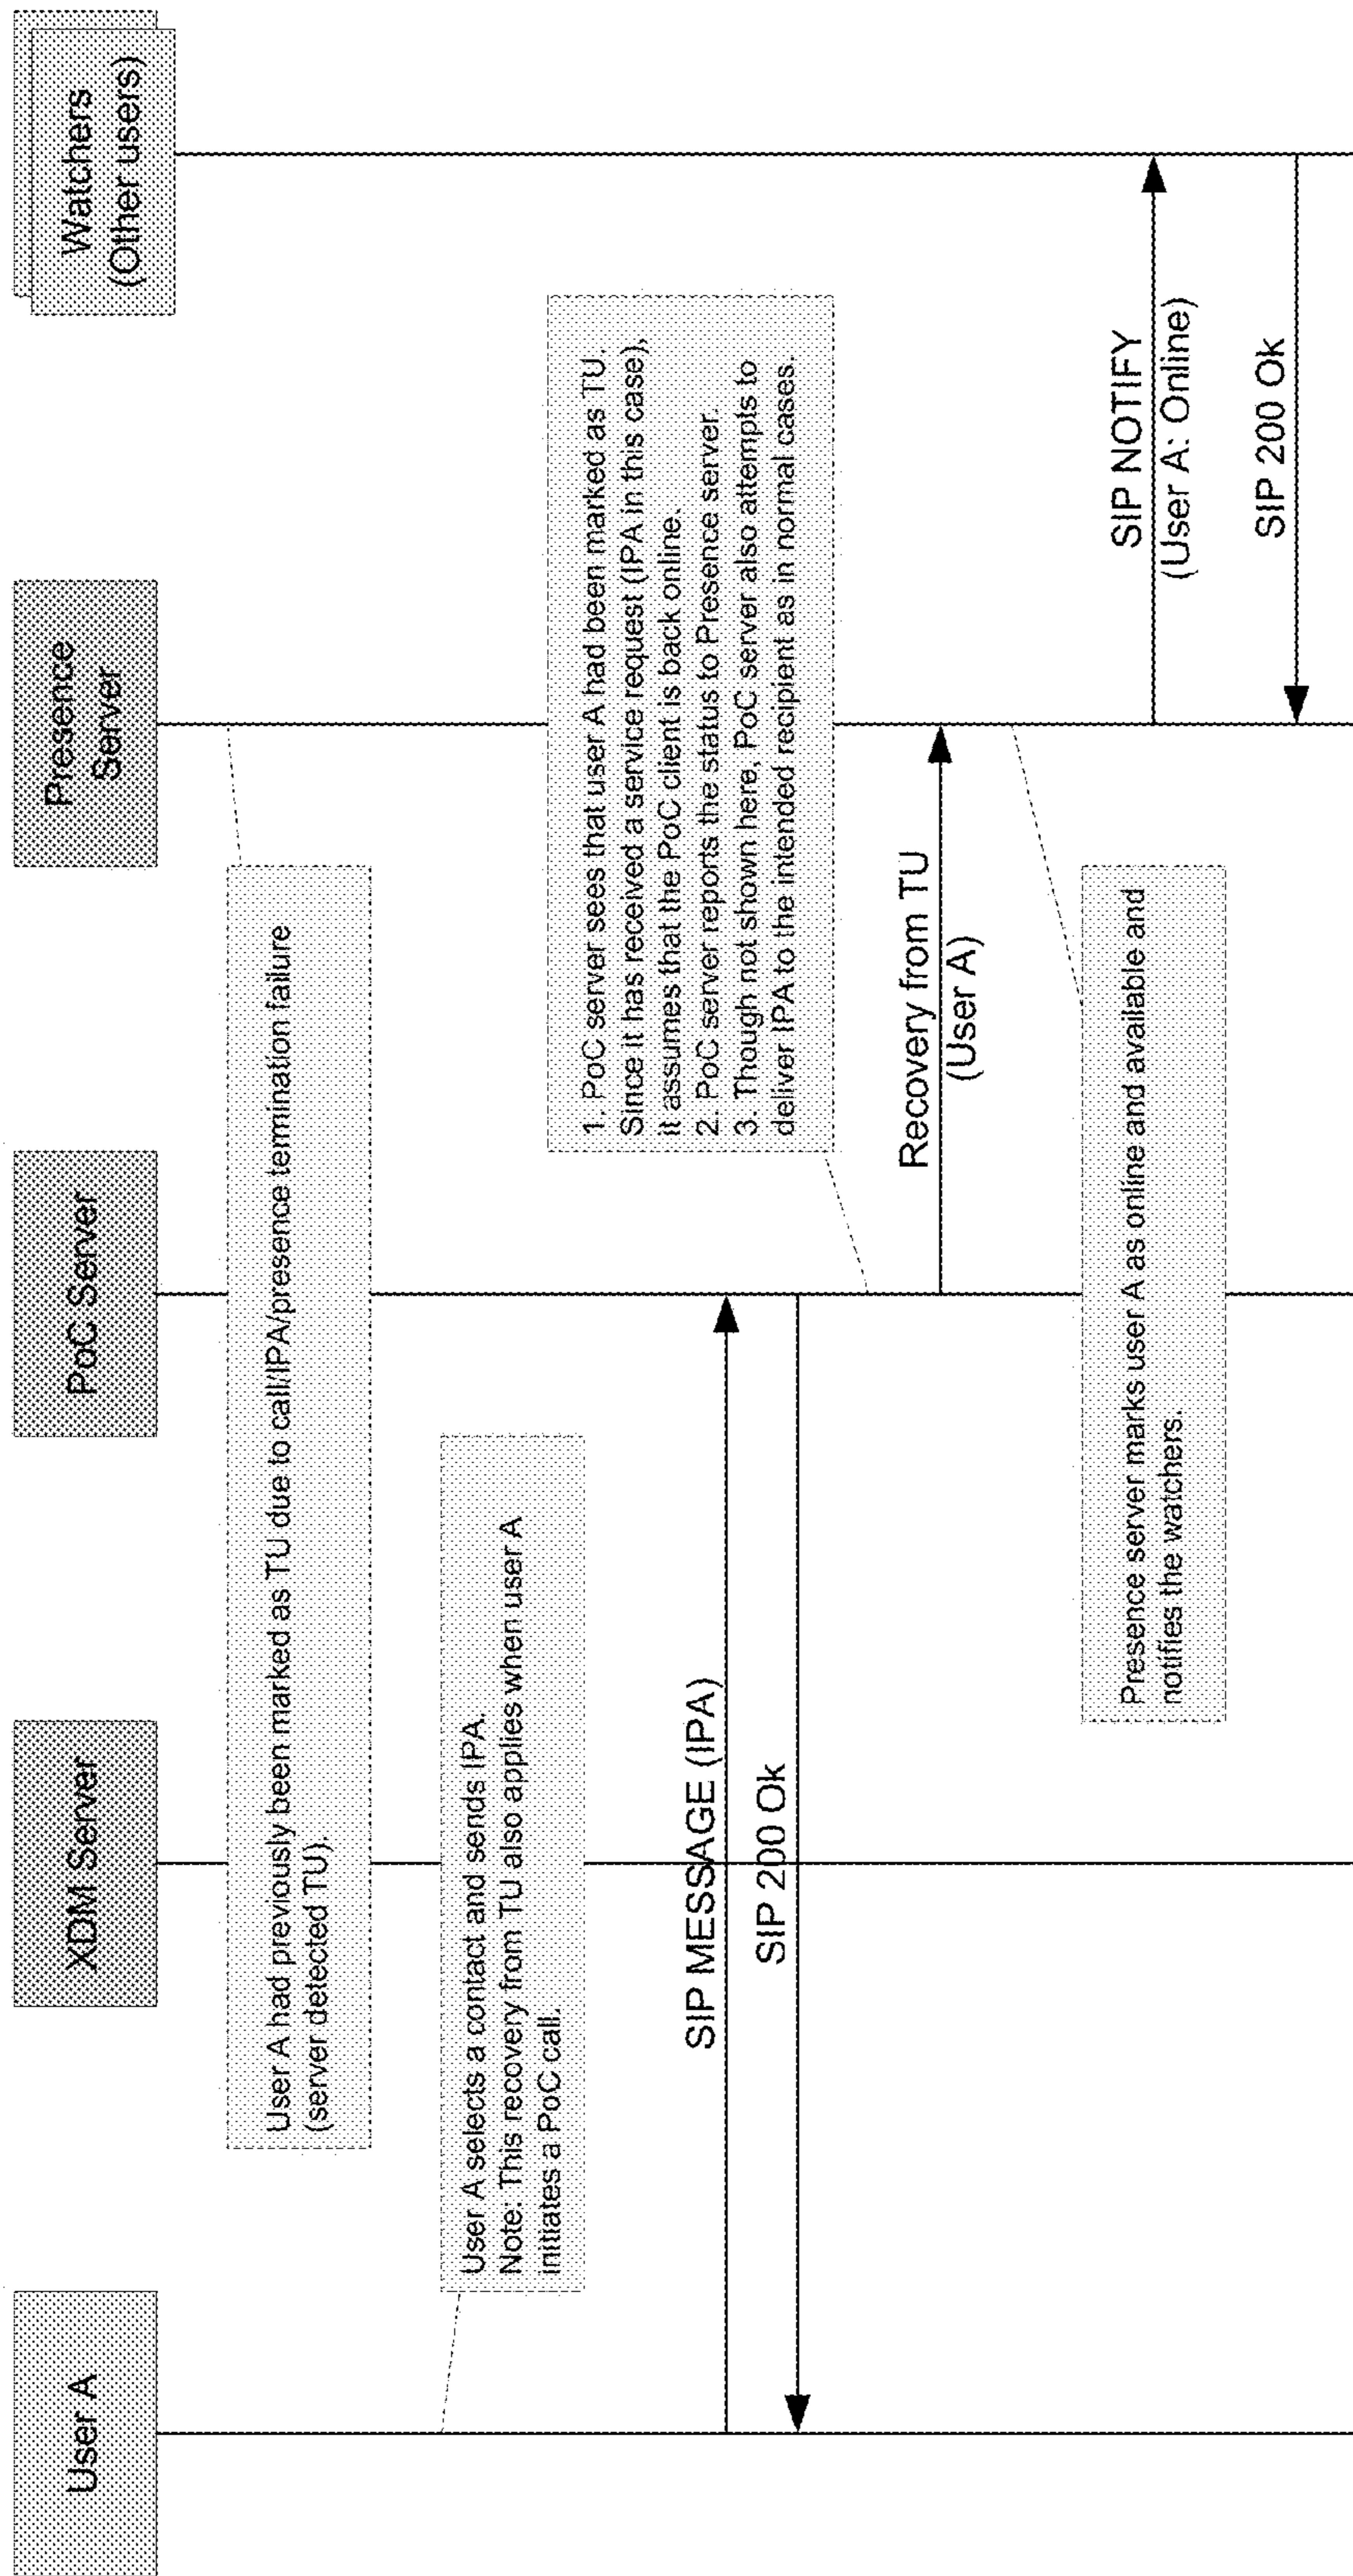 User A
XDM Server
PoC Server
Presence
Server
Watchers
(Other users)
User A had previously been marked as TU due to call/IPA/presence termination failure
(server detected TU).
User A selects a contact and sends IPA.
Note: This recovery from TU also applies when user A
initiates a PoC call.
1. PoC server sees that user A had been marked as TU.
Since it has received a service request (IPA in this case),
it assumes that the PoC client is back online.
2. PoC server reports the status to Presence server.
3. Though not shown here, PoC server also attempts to
deliver IPA to the intended recipient as in normal cases.
SIP MESSAGE (IPA)
SIP 200 Ok
Recovery from TU
(User A)
Presence server marks user A as online and available and
notifies the watchers.
SIP NOTIFY
(User A: Online)
SIP 200 Ok